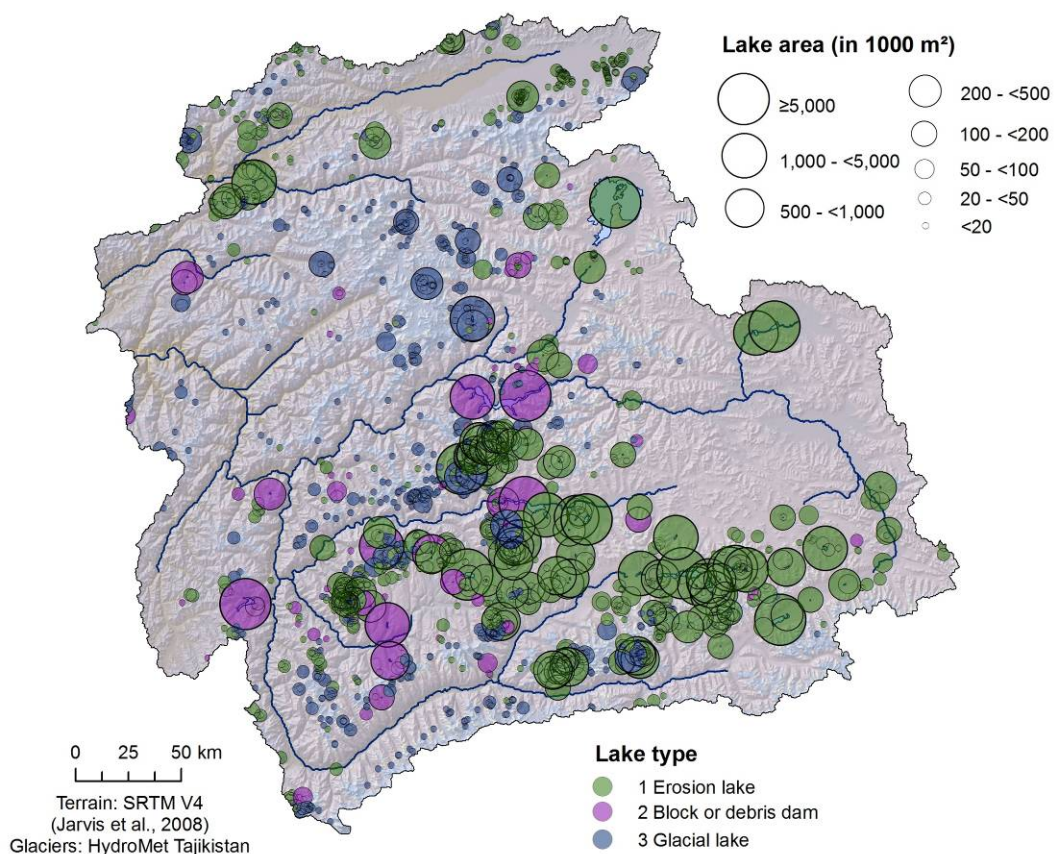 Lake area (in 1000 m²)
≥5,000
1,000 - <5,000
500 - <1,000
200 - <500
100 - <200
50 - <100
20 - <50
<20
0 25 50 km
Terrain: SRTM V4
(Jarvis et al., 2008)
Glaciers: HydroMet Tajikistan
Lake type
1 Erosion lake
2 Block or debris dam
3 Glacial lake